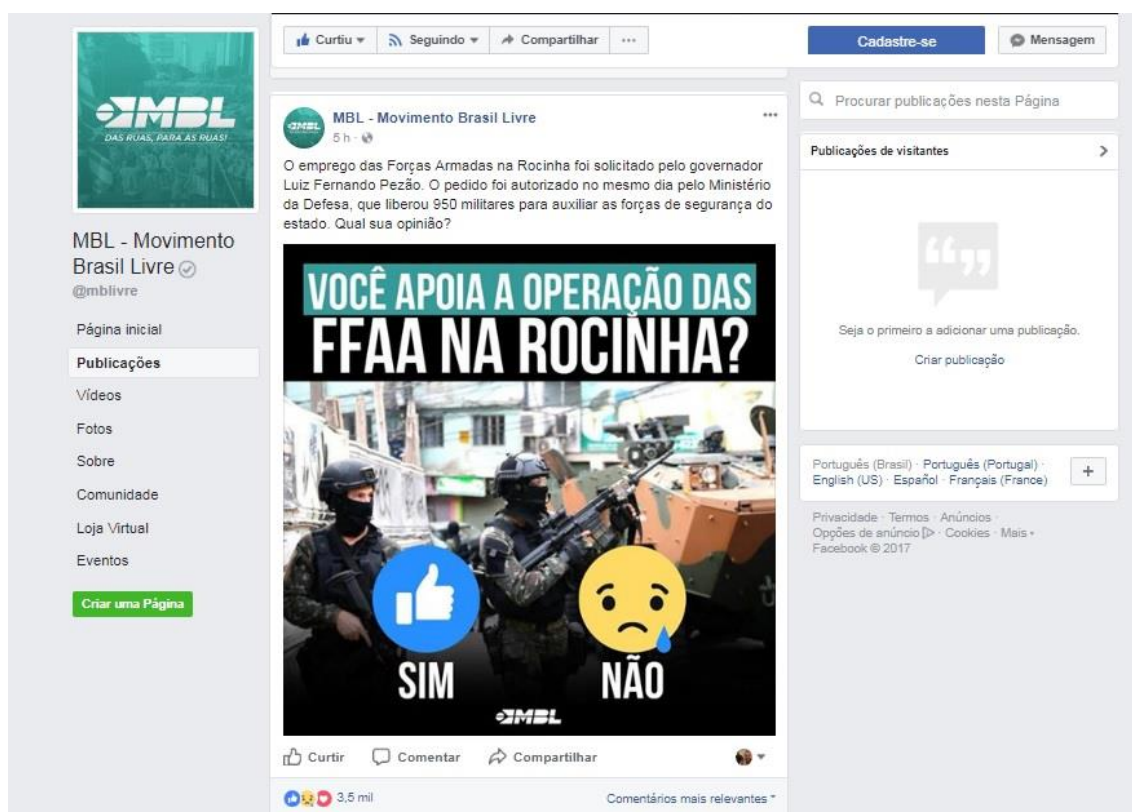 MBL
DAS RUAS, PARA AS RUAS!
MBL - Movimento
Brasil Livre
@mblivre
Página inicial
Publicações
Vídeos
Fotos
Sobre
Comunidade
Loja Virtual
Eventos
Criar uma Página
Curtiu
Seguindo
Compartilhar
Cadastre-se
Mensagem
MBL
MBL - Movimento Brasil Livre
5 h ·
O emprego das Forças Armadas na Rocinha foi solicitado pelo governador
Luiz Fernando Pezão. O pedido foi autorizado no mesmo dia pelo Ministério
da Defesa, que liberou 950 militares para auxiliar as forças de segurança do
estado. Qual sua opinião?
VOCÊ APOIA A OPERAÇÃO DAS
FFAA NA ROCINHA?
SIM
NÃO
MBL
Curtir
Comentar
Compartilhar
3,5 mil
Comentários mais relevantes
Procurar publicações nesta Página
Publicações de visitantes
Seja o primeiro a adicionar uma publicação.
Criar publicação
Português (Brasil) · Português (Portugal) ·
English (US) · Español · Français (France)
Privacidade · Termos · Anúncios ·
Opções de anúncio · Cookies · Mais
Facebook © 2017